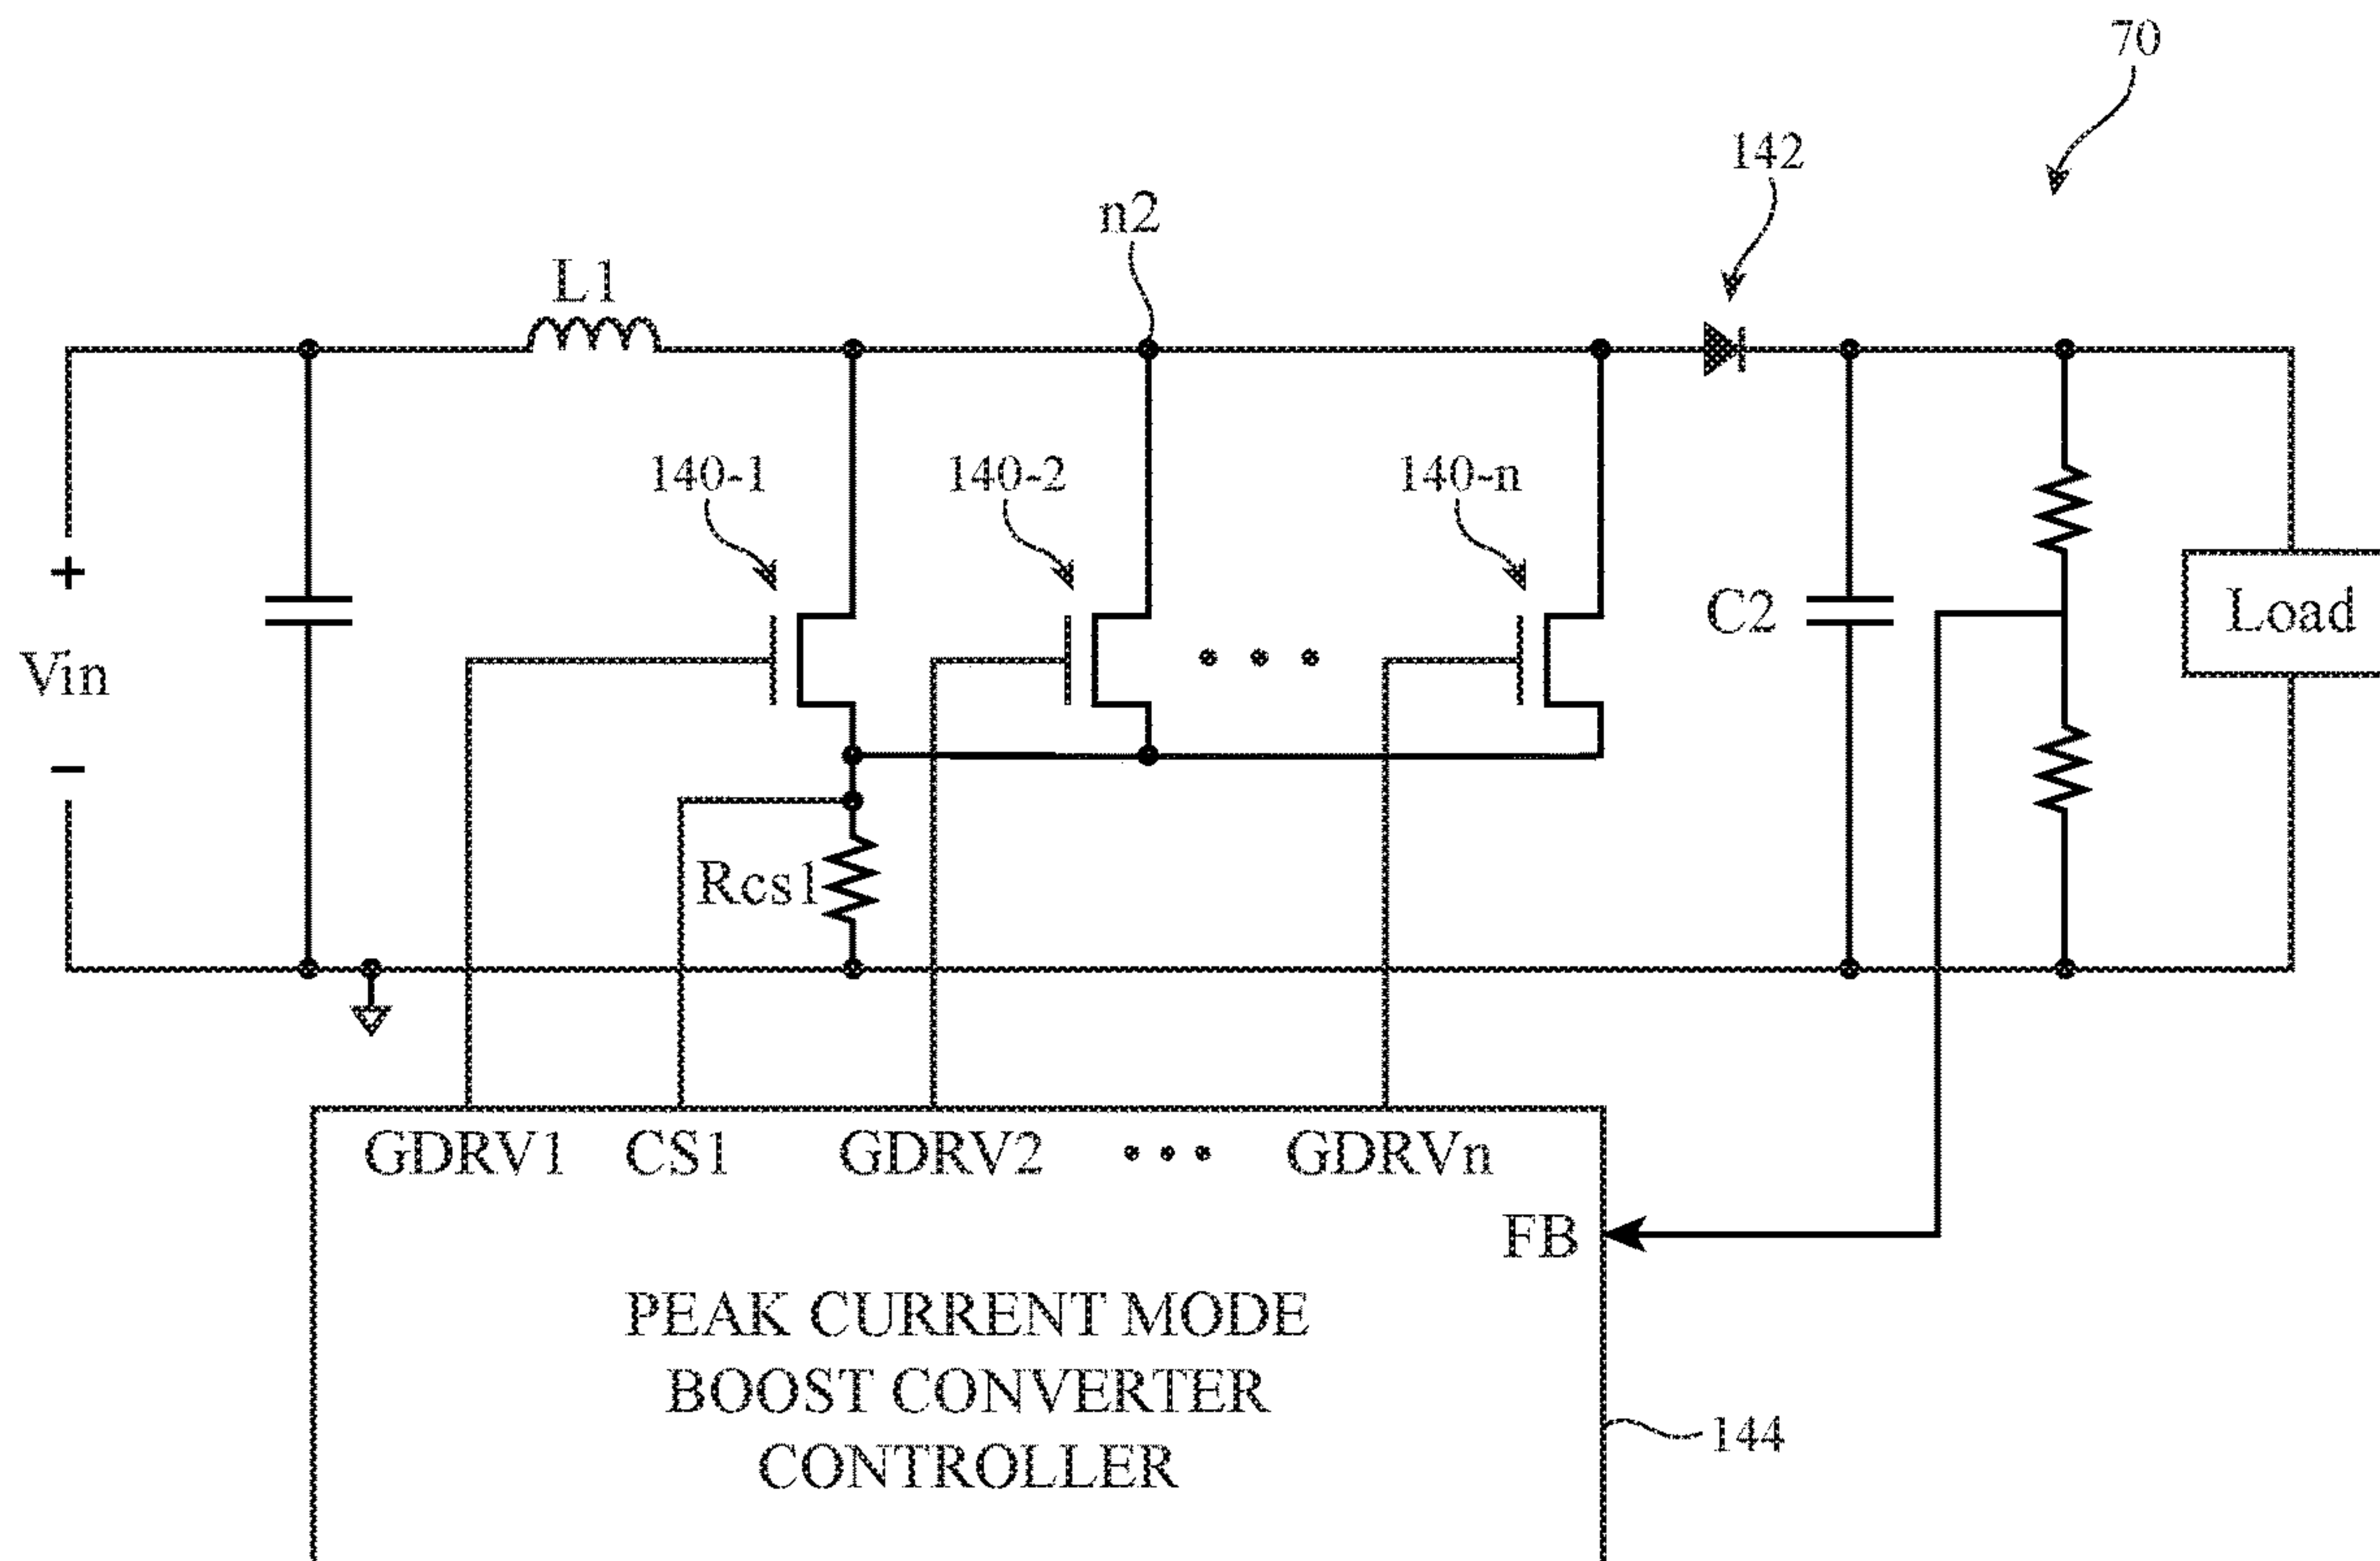 70
142
n2
L1
140-1
140-2
140-n
+
Vin
−
C2
Load
Rcs1
GDRV1 CS1 GDRV2 • • • GDRVn
FB
PEAK CURRENT MODE
BOOST CONVERTER
CONTROLLER
144